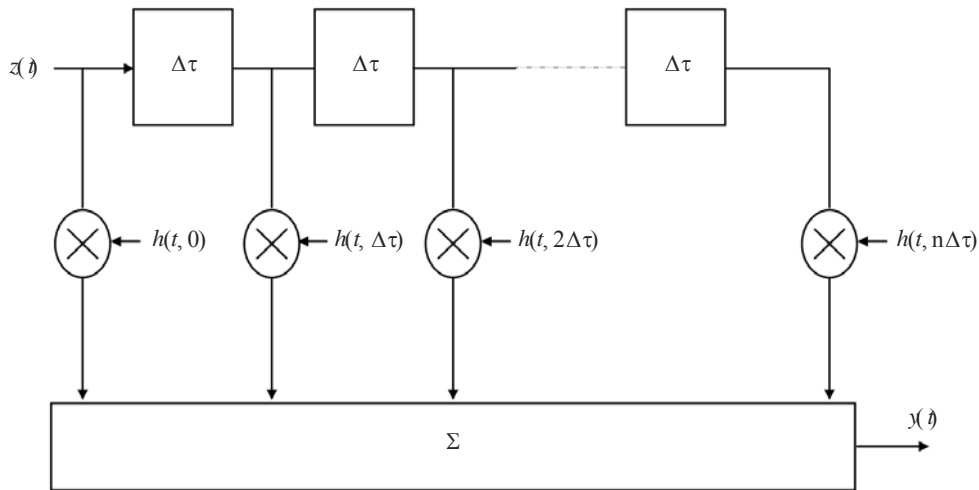 z(t)
Δτ
Δτ
Δτ
h(t, 0)
h(t, Δτ)
h(t, 2Δτ)
h(t, nΔτ)
Σ
y(t)